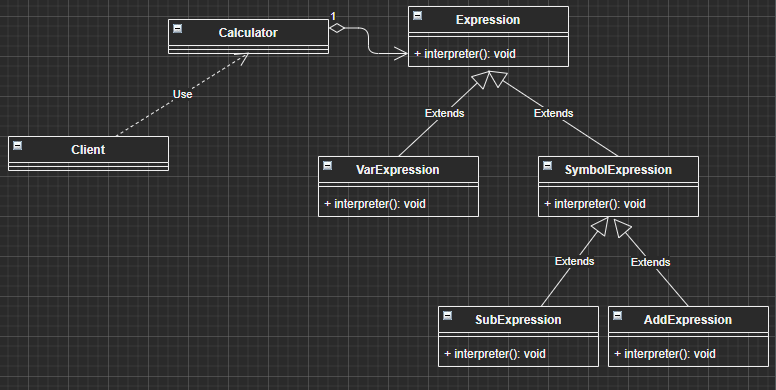 1
Expression
Calculator
+ interpreter(): void
Use
Extends
Extends
Client
VarExpression
SymbolExpression
+ interpreter(): void
+ interpreter(): void
Extends
Extends
SubExpression
AddExpression
+ interpreter(): void
+ interpreter(): void